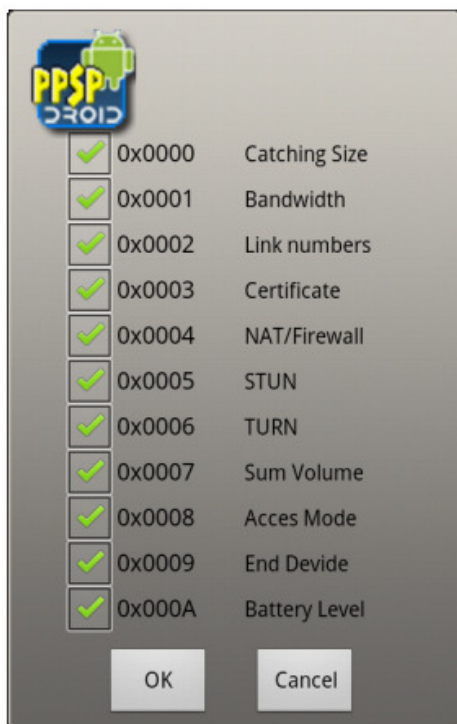 PPSP
DROID
0x0000 Catching Size
0x0001 Bandwidth
0x0002 Link numbers
0x0003 Certificate
0x0004 NAT/Firewall
0x0005 STUN
0x0006 TURN
0x0007 Sum Volume
0x0008 Acces Mode
0x0009 End Devide
0x000A Battery Level
OK Cancel